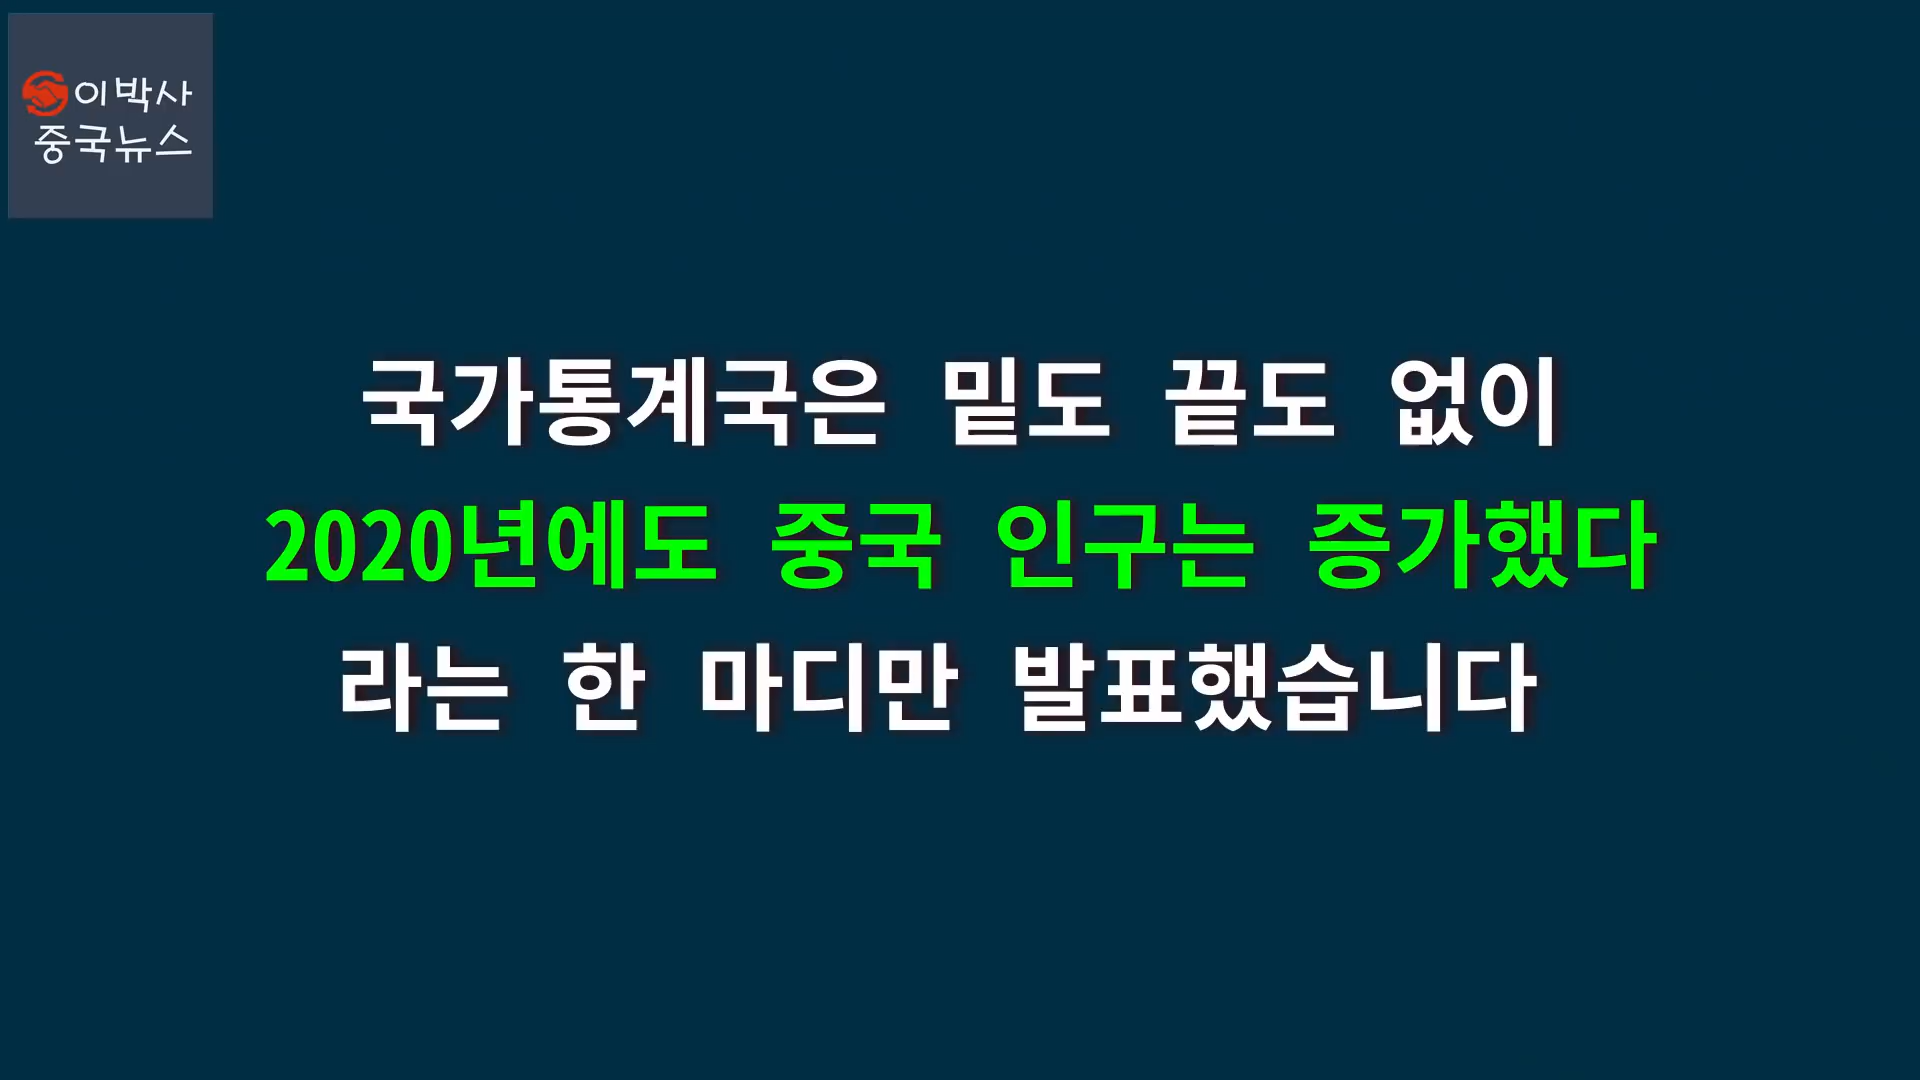 이박사
중국뉴스
국가통계국은 밑도 끝도 없이
2020년에도 중국 인구는 증가했다
라는 한 마디만 발표했습니다